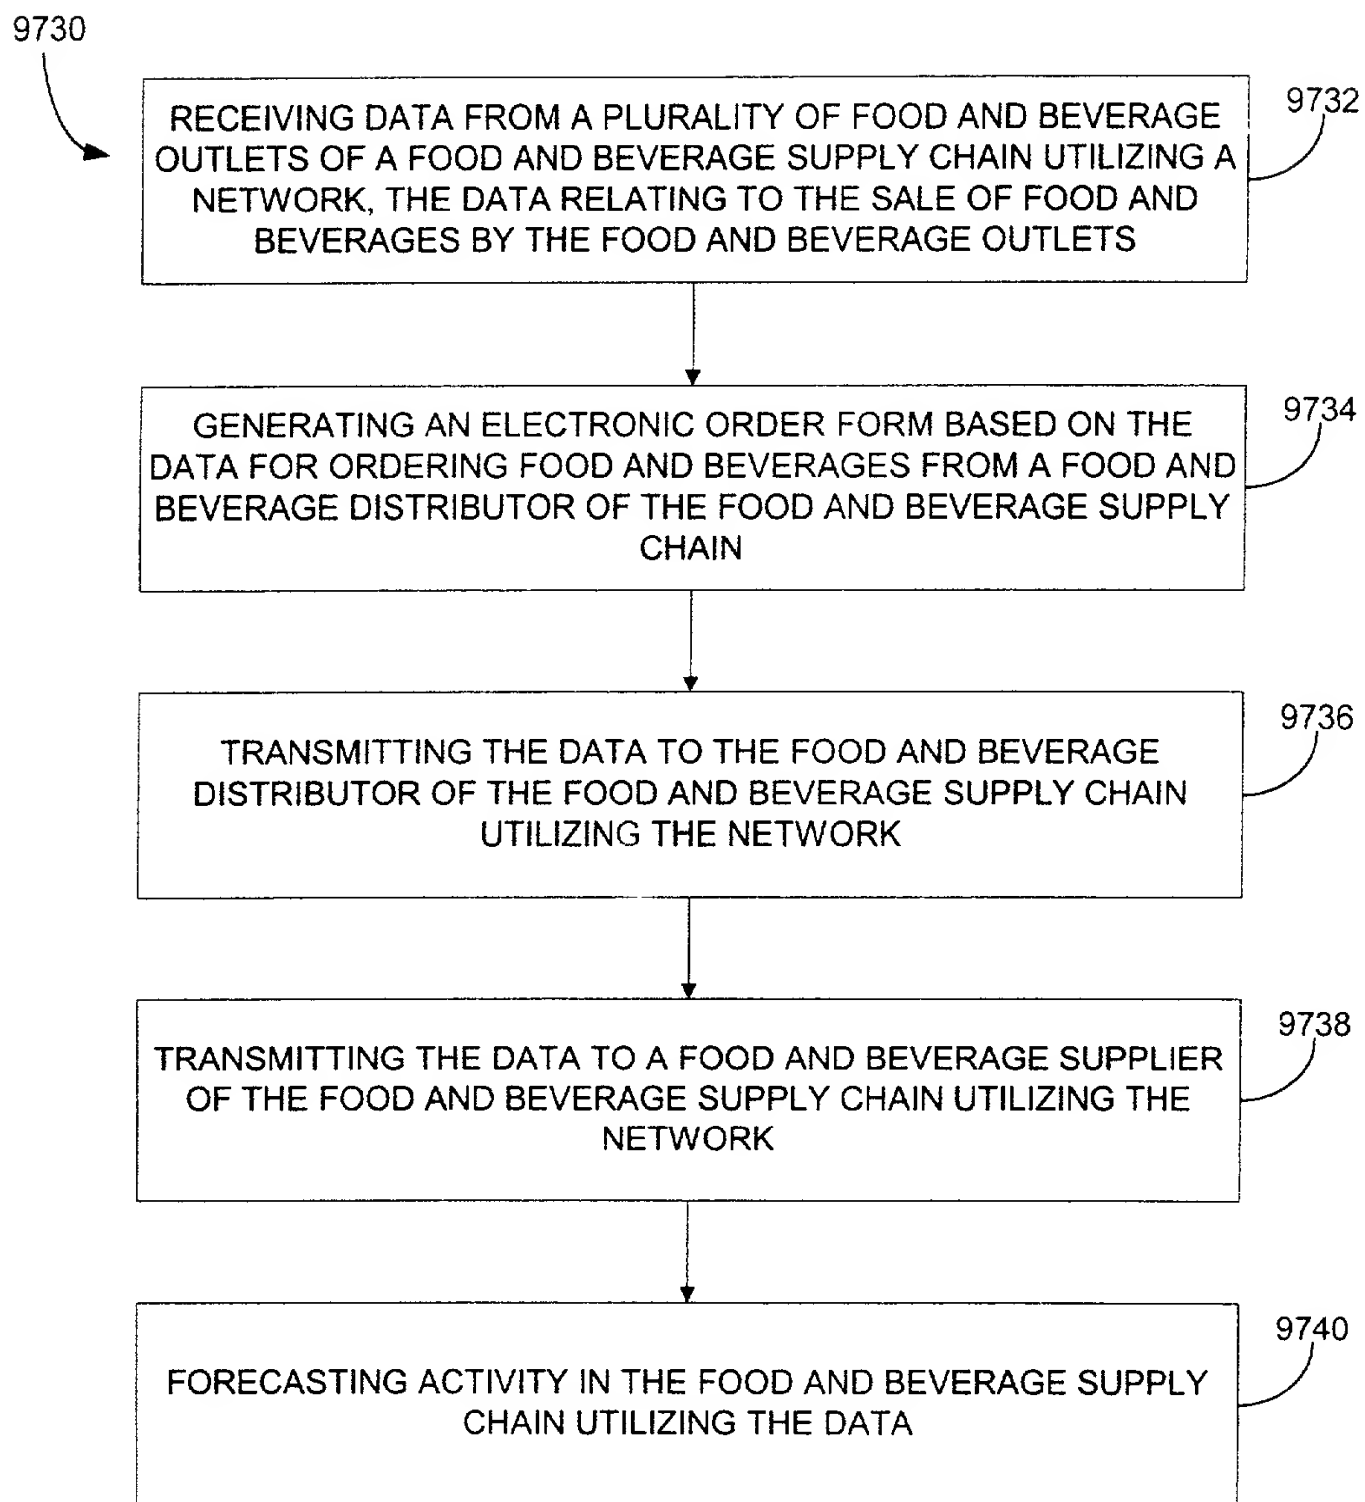 9730
9732
RECEIVING DATA FROM A PLURALITY OF FOOD AND BEVERAGE
OUTLETS OF A FOOD AND BEVERAGE SUPPLY CHAIN UTILIZING A
NETWORK, THE DATA RELATING TO THE SALE OF FOOD AND
BEVERAGES BY THE FOOD AND BEVERAGE OUTLETS
9734
GENERATING AN ELECTRONIC ORDER FORM BASED ON THE
DATA FOR ORDERING FOOD AND BEVERAGES FROM A FOOD AND
BEVERAGE DISTRIBUTOR OF THE FOOD AND BEVERAGE SUPPLY
CHAIN
9736
TRANSMITTING THE DATA TO THE FOOD AND BEVERAGE
DISTRIBUTOR OF THE FOOD AND BEVERAGE SUPPLY CHAIN
UTILIZING THE NETWORK
9738
TRANSMITTING THE DATA TO A FOOD AND BEVERAGE SUPPLIER
OF THE FOOD AND BEVERAGE SUPPLY CHAIN UTILIZING THE
NETWORK
9740
FORECASTING ACTIVITY IN THE FOOD AND BEVERAGE SUPPLY
CHAIN UTILIZING THE DATA